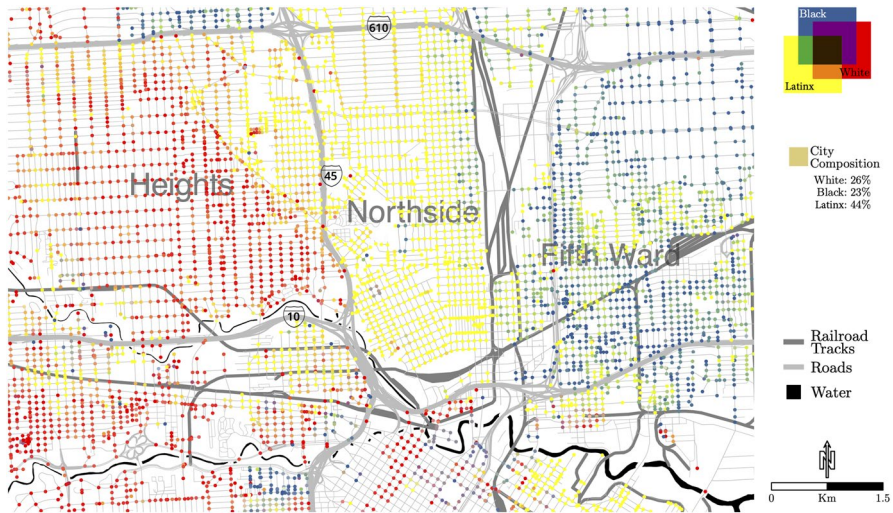 610
Black
White
Latinx
City
Composition
White: 26%
Black: 23%
Latinx: 44%
45
Heights
Northside
Fifth Ward
10
Railroad
Tracks
Roads
Water
N
0 Km 1.5